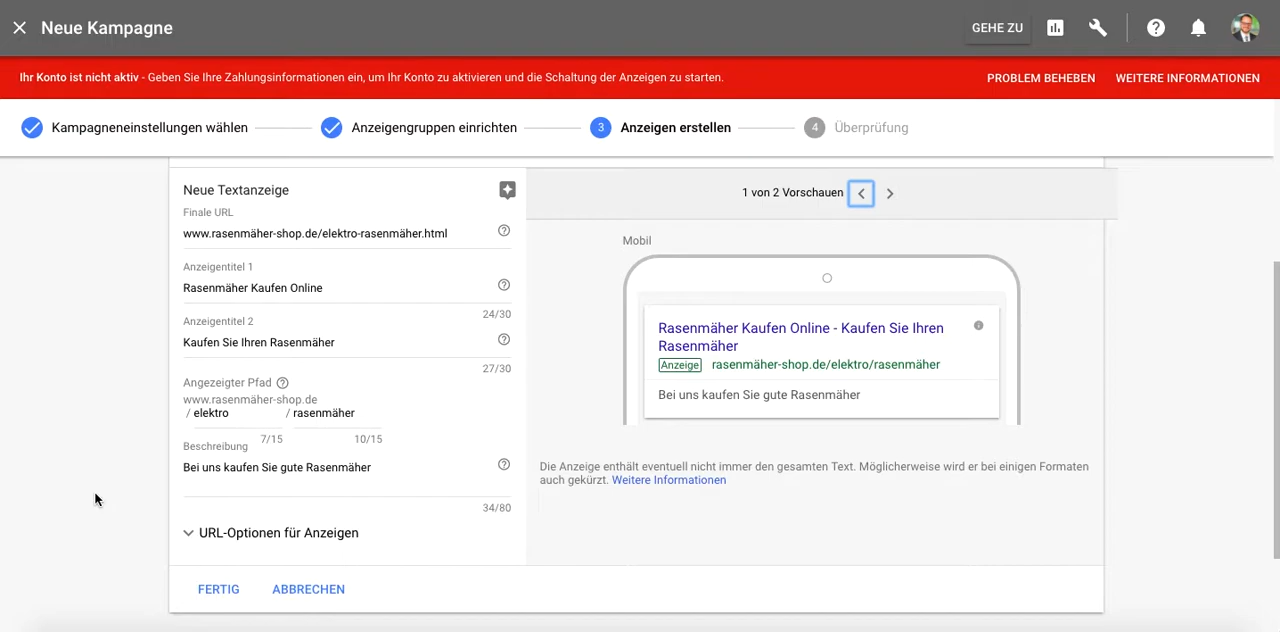 Neue Kampagne
GEHE ZU
Ihr Konto ist nicht aktiv - Geben Sie Ihre Zahlungsinformationen ein, um Ihr Konto zu aktivieren und die Schaltung der Anzeigen zu starten.
PROBLEM BEHEBEN
WEITERE INFORMATIONEN
Kampagneneinstellungen wählen
Anzeigengruppen einrichten
3 Anzeigen erstellen
4 Überprüfung
Neue Textanzeige
Finale URL
www.rasenmäher-shop.de/elektro-rasenmäher.html
Anzeigentitel 1
Rasenmäher Kaufen Online
24/30
Anzeigentitel 2
Kaufen Sie Ihren Rasenmäher
27/30
Angezeigter Pfad
www.rasenmäher-shop.de
/ elektro / rasenmäher
7/15 10/15
Beschreibung
Bei uns kaufen Sie gute Rasenmäher
34/80
URL-Optionen für Anzeigen
FERTIG ABBRECHEN
1 von 2 Vorschauen
Mobil
Rasenmäher Kaufen Online - Kaufen Sie Ihren
Rasenmäher
Anzeige rasenmäher-shop.de/elektro/rasenmäher
Bei uns kaufen Sie gute Rasenmäher
Die Anzeige enthält eventuell nicht immer den gesamten Text. Möglicherweise wird er bei einigen Formaten
auch gekürzt. Weitere Informationen